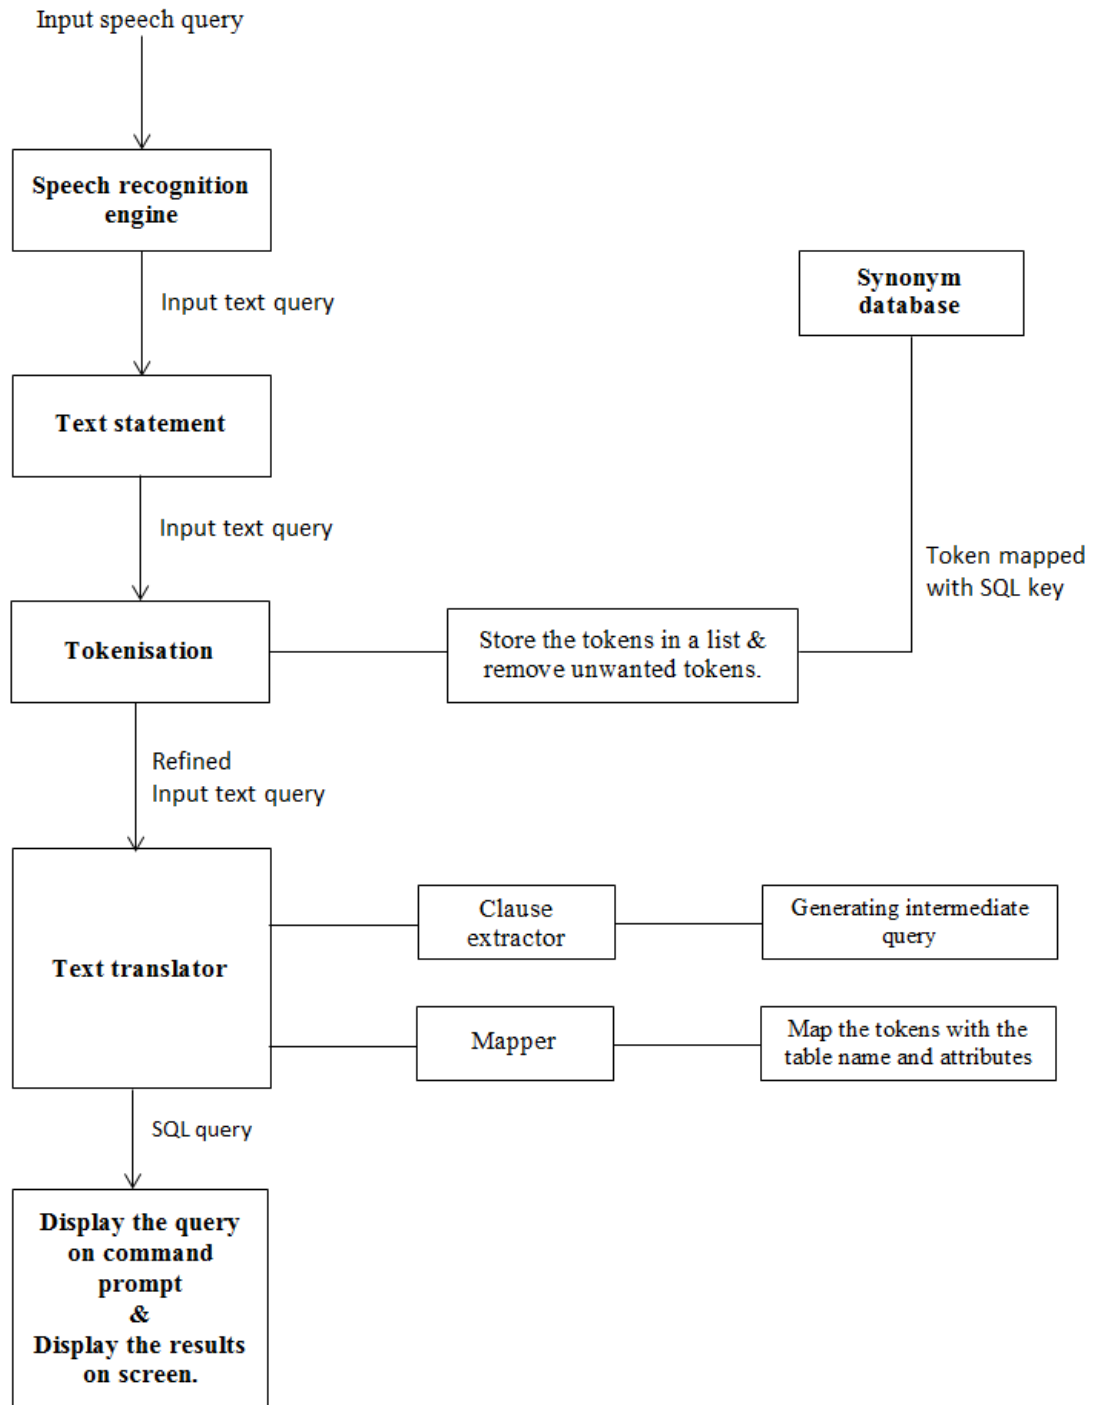 Input speech query
Speech recognition
engine
Input text query
Synonym
database
Text statement
Input text query
Token mapped
with SQL key
Tokenisation
Store the tokens in a list &
remove unwanted tokens.
Refined
Input text query
Text translator
Clause
extractor
Generating intermediate
query
Mapper
Map the tokens with the
table name and attributes
SQL query
Display the query
on command
prompt
&
Display the results
on screen.